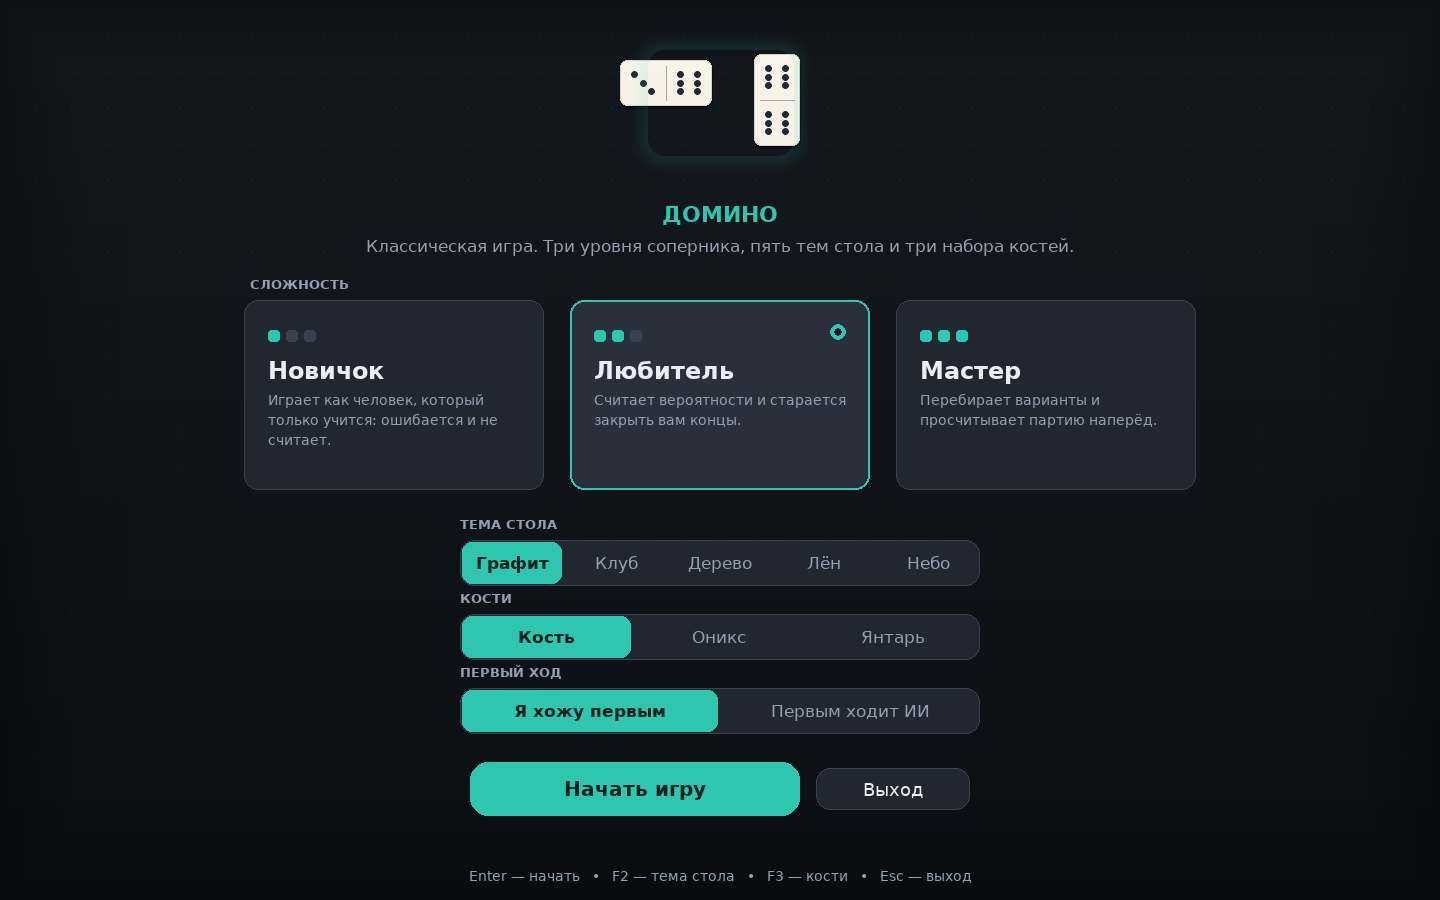 ДОМИНО
Классическая игра. Три уровня соперника, пять тем стола и три набора костей.
СЛОЖНОСТЬ
Новичок
Играет как человек, который
только учится: ошибается и не
считает.
Любитель
Считает вероятности и старается
закрыть вам концы.
Мастер
Перебирает варианты и
просчитывает партию наперёд.
ТЕМА СТОЛА
Графит Клуб Дерево Лён Небо
КОСТИ
Кость Оникс Янтарь
ПЕРВЫЙ ХОД
Я хожу первым Первым ходит ИИ
Начать игру Выход
Enter — начать • F2 — тема стола • F3 — кости • Esc — выход